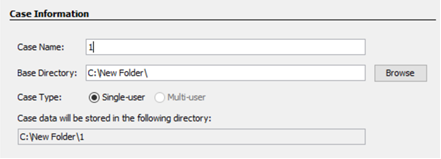 Case Information
Case Name: 1
Base Directory: C:\New Folder\ Browse
Case Type: Single-user Multi-user
Case data will be stored in the following directory:
C:\New Folder\1